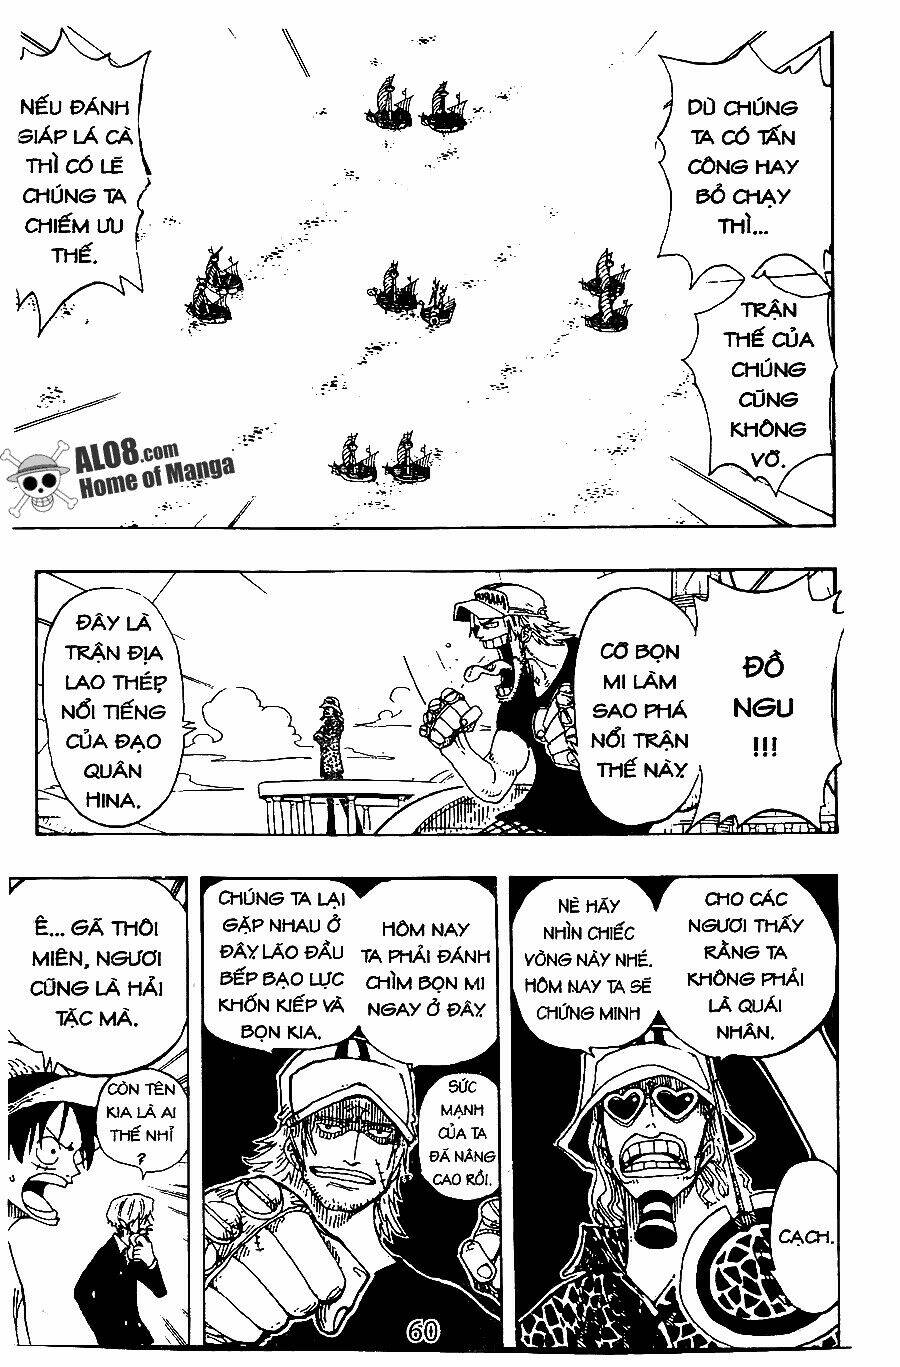 DÙ CHÚNG
TA CÓ TẤN
CÔNG HAY
BỎ CHẠY
THÌ...
TRẬN
THẾ CỦA
CHÚNG
CŨNG
KHÔNG
VỠ.
NẾU ĐÁNH
GIÁP LÁ CÀ
THÌ CÓ LẼ
CHÚNG TA
CHIẾM ƯU
THẾ.
ALO8.com
Home of Manga
ĐỒ
NGU
!!!
CỠ BỌN
MI LÀM
SAO PHÁ
NỔI TRẬN
THẾ NÀY.
ĐÂY LÀ
TRẬN ĐỊA
LAO THÉP
NỔI TIẾNG
CỦA ĐẠO
QUÂN
HINA.
CHO CÁC
NGƯƠI THẤY
RẰNG TA
KHÔNG PHẢI
LÀ QUÁI
NHÂN.
NÈ HÃY
NHÌN CHIẾC
VÒNG NÀY NHÉ.
HÔM NAY TA SẼ
CHỨNG MINH
CẠCH.
HÔM NAY
TA PHẢI ĐÁNH
CHÌM BỌN MI
NGAY Ở ĐÂY.
CHÚNG TA LẠI
GẶP NHAU Ở
ĐÂY. LÃO ĐẦU
BẾP BẠO LỰC
KHỐN KIẾP VÀ
BỌN KIA.
SỨC
MẠNH
CỦA TA
ĐÃ NÂNG
CAO RỒI.
Ê... GÃ THÔI
MIÊN, NGƯƠI
CŨNG LÀ HẢI
TẶC MÀ.
CÒN TÊN
KIA LÀ AI
THẾ NHỈ
?
60